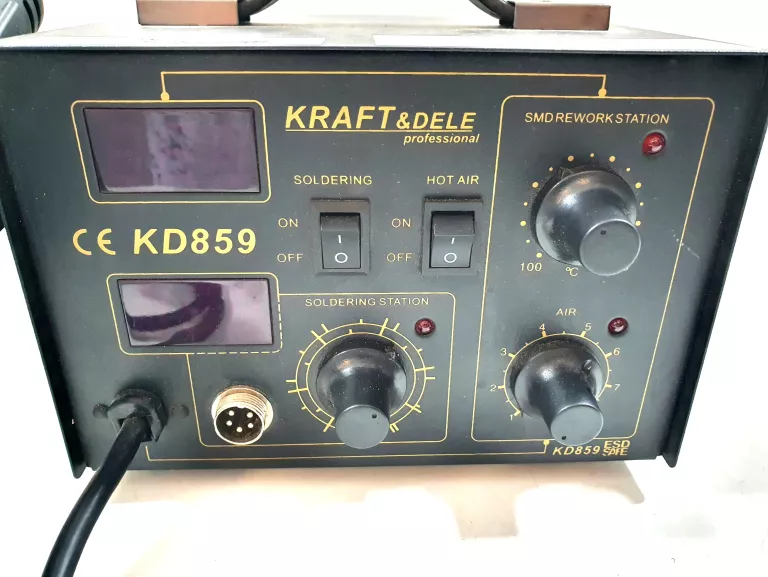 KRAFT&DELE
professional
SMD REWORK STATION
SOLDERING
HOT AIR
ON
OFF
I
O
ON
OFF
I
O
CE KD859
100
°C
SOLDERING STATION
AIR
1
2
3
4
5
6
7
KD859 ESD SAFE